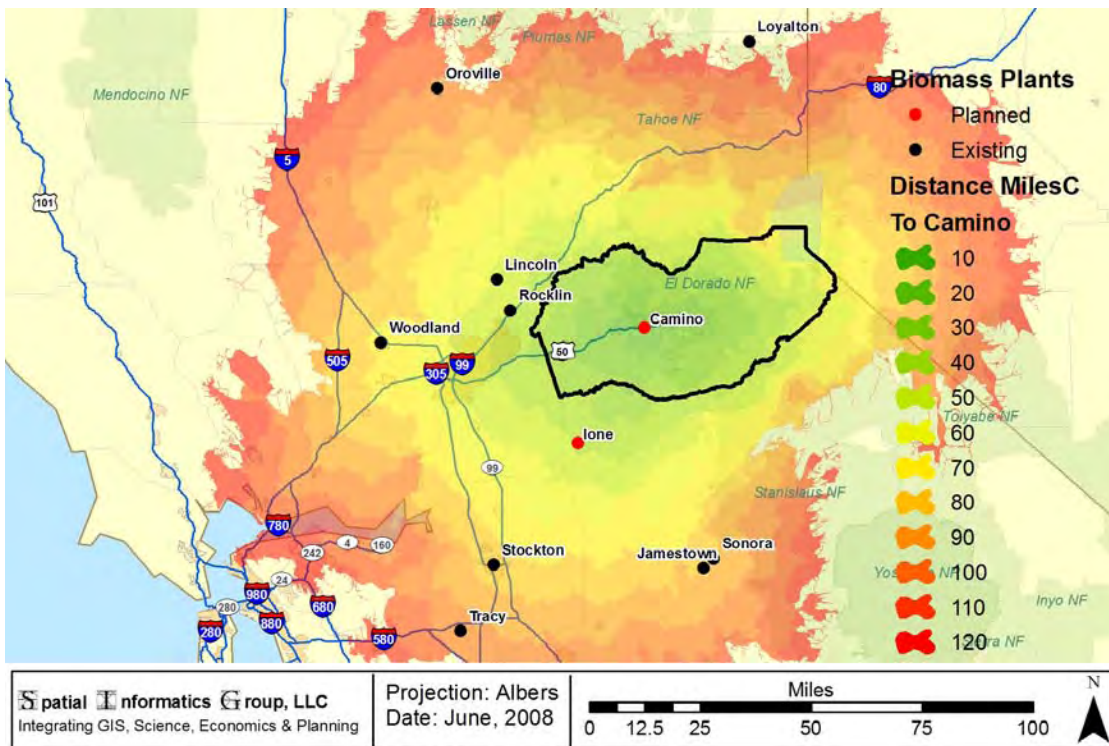 Lassen NF
Plumas NF
Loyalton
Oroville
Mendocino NF
80
Biomass Plants
Planned
Existing
Tahoe NF
5
101
Distance MilesC
To Camino
10
20
30
40
50
60
70
80
90
100
110
120
Lincoln
El Dorado NF
Rocklin
Camino
Woodland
50
505
305
99
Ione
Toiyabe NF
99
Stanislaus NF
780
242
4
160
Stockton
Jamestown
Sonora
24
980
280
680
880
280
580
Tracy
Inyo NF
S patial I nformatics G roup, LLC
Integrating GIS, Science, Economics & Planning
Projection: Albers
Date: June, 2008
Miles
0 12.5 25 50 75 100
N